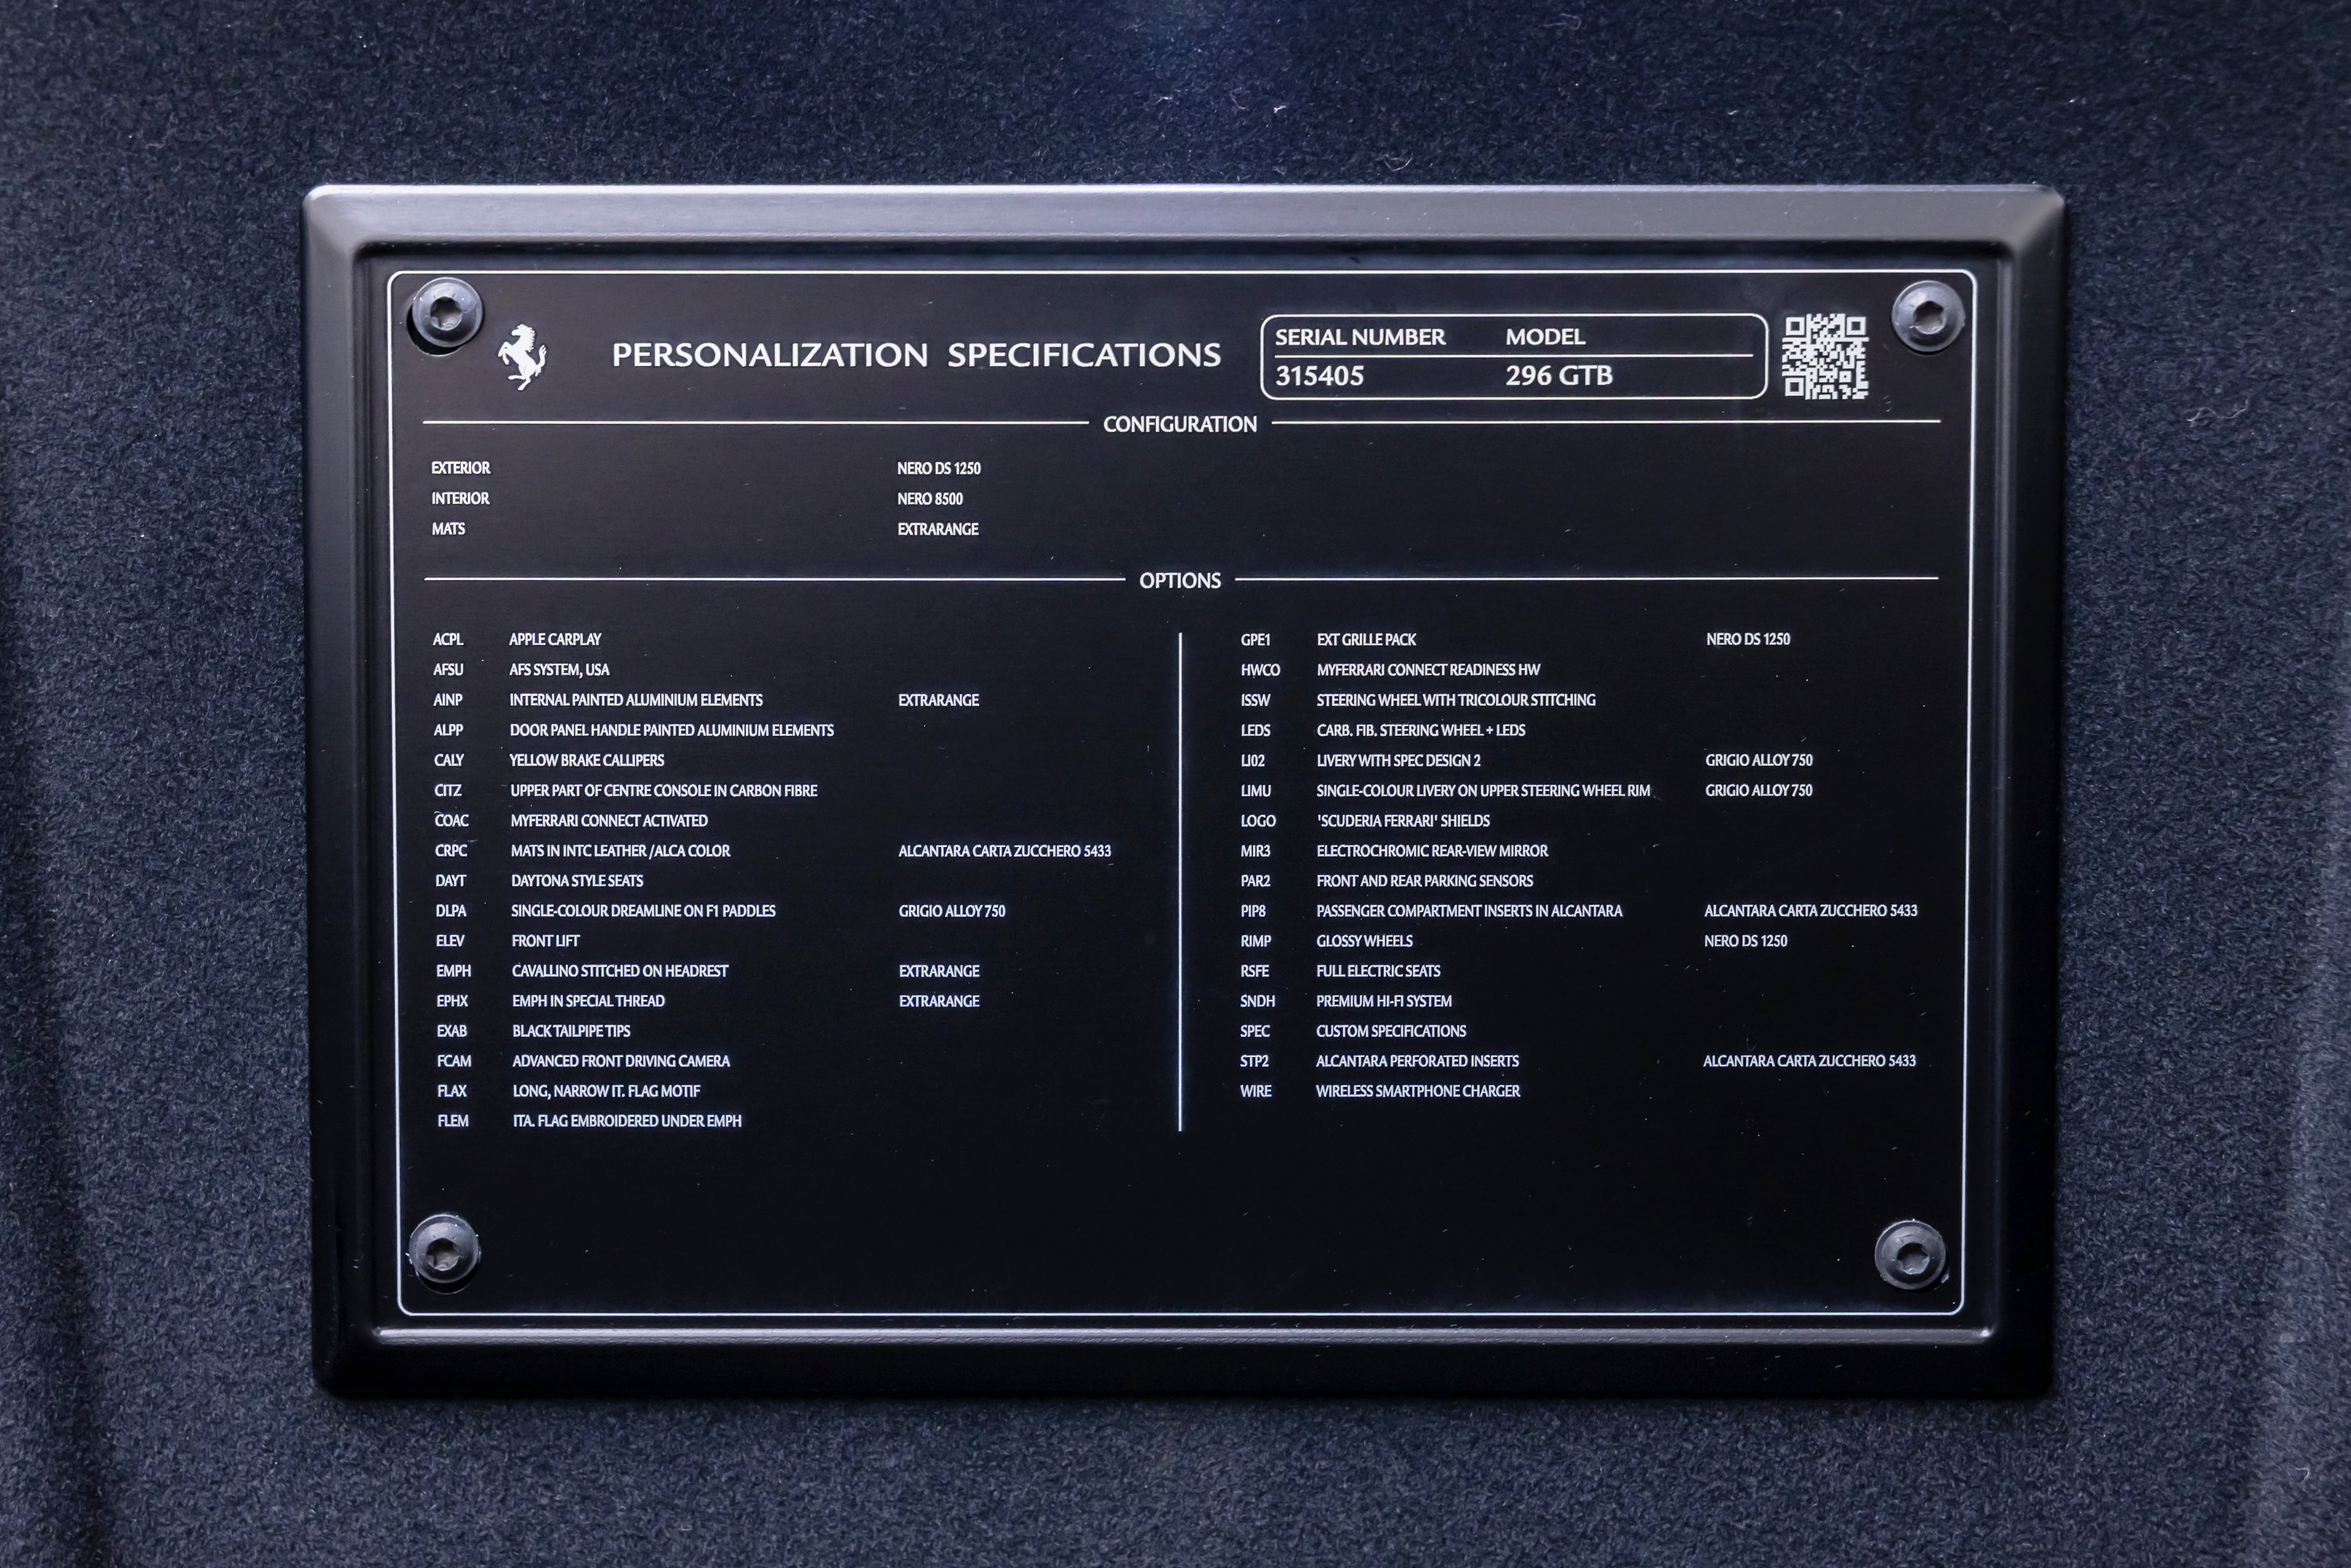 PERSONALIZATION SPECIFICATIONS
SERIAL NUMBER MODEL
315405 296 GTB
CONFIGURATION
EXTERIOR NERO DS 1250
INTERIOR NERO 8500
MATS EXTRARANGE
OPTIONS
ACPL APPLE CARPLAY
AFSU AFS SYSTEM, USA
AINP INTERNAL PAINTED ALUMINIUM ELEMENTS EXTRARANGE
ALPP DOOR PANEL HANDLE PAINTED ALUMINIUM ELEMENTS
CALY YELLOW BRAKE CALLIPERS
CITZ UPPER PART OF CENTRE CONSOLE IN CARBON FIBRE
COAC MYFERRARI CONNECT ACTIVATED
CRPC MATS IN INTC LEATHER /ALCA COLOR ALCANTARA CARTA ZUCCHERO 5433
DAYT DAYTONA STYLE SEATS
DLPA SINGLE-COLOUR DREAMLINE ON F1 PADDLES GRIGIO ALLOY 750
ELEV FRONT LIFT
EMPH CAVALLINO STITCHED ON HEADREST EXTRARANGE
EPHX EMPH IN SPECIAL THREAD EXTRARANGE
EXAB BLACK TAILPIPE TIPS
FCAM ADVANCED FRONT DRIVING CAMERA
FLAX LONG, NARROW IT. FLAG MOTIF
FLEM ITA. FLAG EMBROIDERED UNDER EMPH
GPE1 EXT GRILLE PACK NERO DS 1250
HWCO MYFERRARI CONNECT READINESS HW
ISSW STEERING WHEEL WITH TRICOLOUR STITCHING
LEDS CARB. FIB. STEERING WHEEL + LEDS
LI02 LIVERY WITH SPEC DESIGN 2 GRIGIO ALLOY 750
LIMU SINGLE-COLOUR LIVERY ON UPPER STEERING WHEEL RIM GRIGIO ALLOY 750
LOGO 'SCUDERIA FERRARI' SHIELDS
MIR3 ELECTROCHROMIC REAR-VIEW MIRROR
PAR2 FRONT AND REAR PARKING SENSORS
PIP8 PASSENGER COMPARTMENT INSERTS IN ALCANTARA ALCANTARA CARTA ZUCCHERO 5433
RIMP GLOSSY WHEELS NERO DS 1250
RSFE FULL ELECTRIC SEATS
SNDH PREMIUM HI-FI SYSTEM
SPEC CUSTOM SPECIFICATIONS
STP2 ALCANTARA PERFORATED INSERTS ALCANTARA CARTA ZUCCHERO 5433
WIRE WIRELESS SMARTPHONE CHARGER